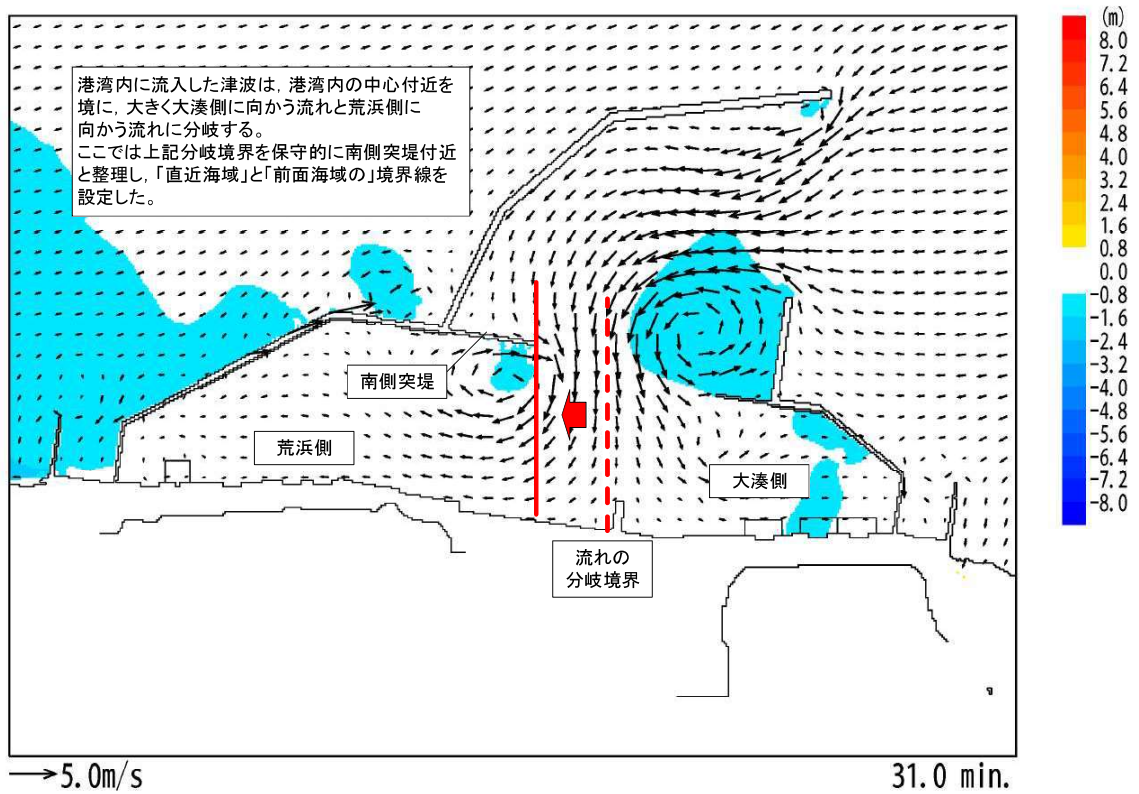 港湾内に流入した津波は，港湾内の中心付近を
境に，大きく大湊側に向かう流れと荒浜側に
向かう流れに分岐する。
ここでは上記分岐境界を保守的に南側突堤付近
と整理し，「直近海域」と「前面海域の」境界線を
設定した。
南側突堤
荒浜側
大湊側
流れの
分岐境界
(m)
8.0
7.2
6.4
5.6
4.8
4.0
3.2
2.4
1.6
0.8
0.0
-0.8
-1.6
-2.4
-3.2
-4.0
-4.8
-5.6
-6.4
-7.2
-8.0
5.0m/s
31.0 min.